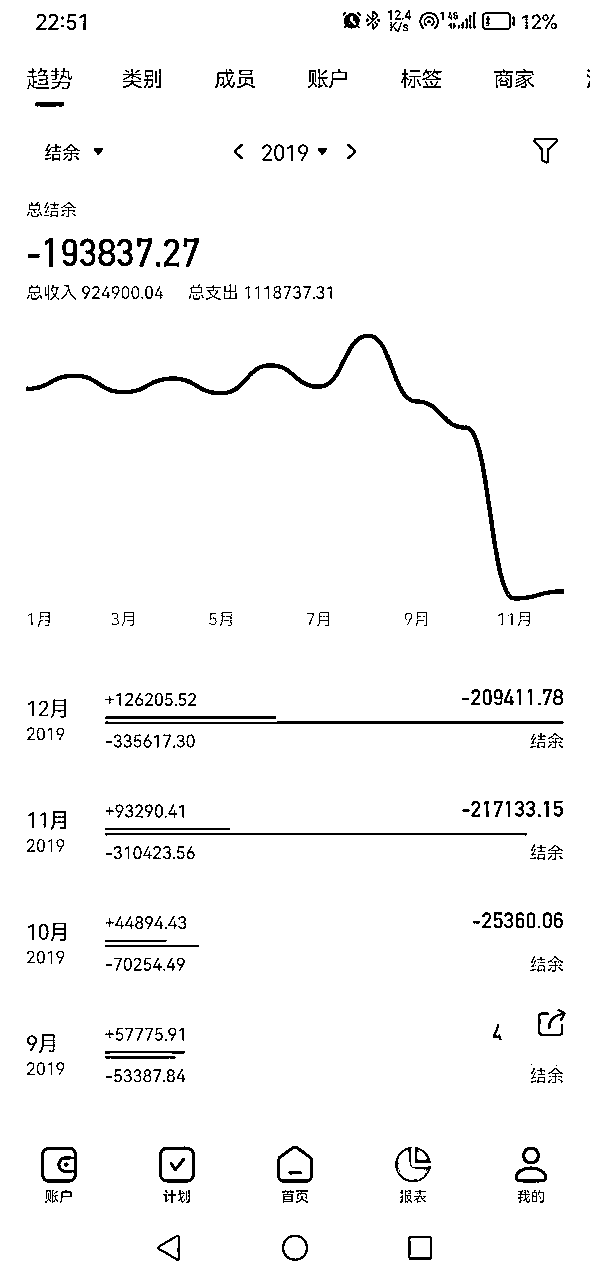 22:51 12.4 K/s 4G 12%
趋势 类别 成员 账户 标签 商家
结余 2019
总结余
-193837.27
总收入 924900.04 总支出 1118737.31
1月 3月 5月 7月 9月 11月
12月 +126205.52 -209411.78
2019 -335617.30 结余
11月 +93290.41 -217133.15
2019 -310423.56 结余
10月 +44894.43 -25360.06
2019 -70254.49 结余
9月 +57775.91 4
2019 -53387.84 结余
账户 计划 首页 报表 我的